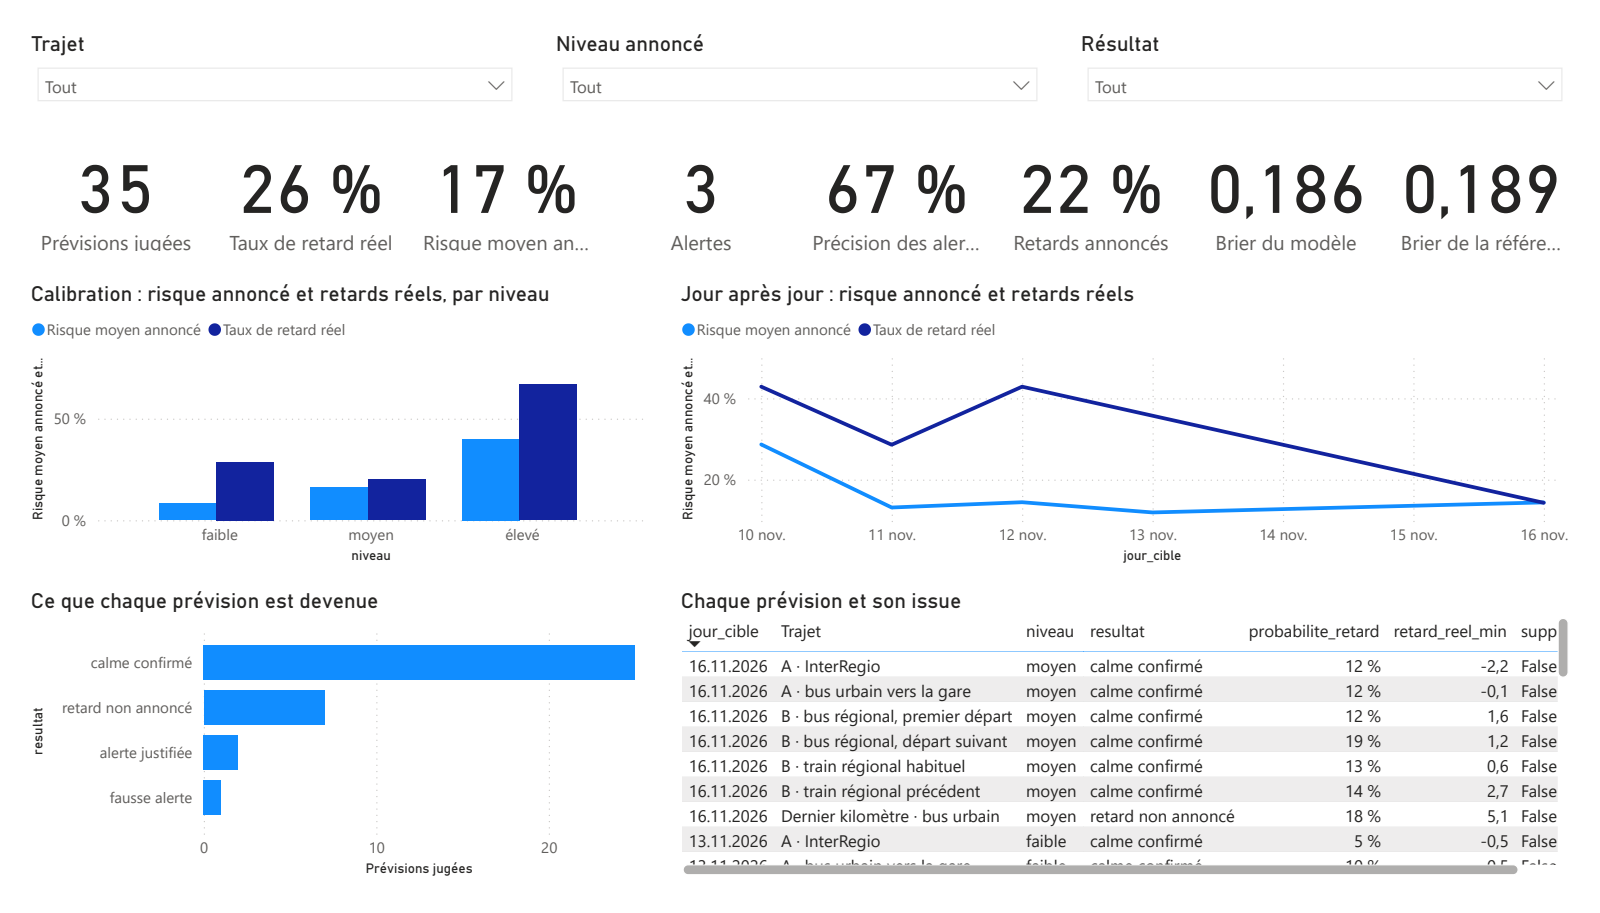 Trajet
Niveau annoncé
Résultat
Tout
Tout
Tout
35
26 %
17 %
3
67 %
22 %
0,186
0,189
Prévisions jugées
Taux de retard réel
Risque moyen an...
Alertes
Précision des aler...
Retards annoncés
Brier du modèle
Brier de la référe...
Calibration : risque annoncé et retards réels, par niveau
Risque moyen annoncé
Taux de retard réel
Risque moyen annoncé et...
50 %
0 %
faible
moyen
élevé
niveau
Jour après jour : risque annoncé et retards réels
Risque moyen annoncé
Taux de retard réel
Risque moyen annoncé et...
40 %
20 %
10 nov.
11 nov.
12 nov.
13 nov.
14 nov.
15 nov.
16 nov.
jour_cible
Ce que chaque prévision est devenue
resultat
calme confirmé
retard non annoncé
alerte justifiée
fausse alerte
0
10
20
Prévisions jugées
Chaque prévision et son issue
jour_cible Trajet niveau resultat probabilite_retard retard_reel_min supp
16.11.2026 A · InterRegio moyen calme confirmé 12 % -2,2 False
16.11.2026 A · bus urbain vers la gare moyen calme confirmé 12 % -0,1 False
16.11.2026 B · bus régional, premier départ moyen calme confirmé 12 % 1,6 False
16.11.2026 B · bus régional, départ suivant moyen calme confirmé 19 % 1,2 False
16.11.2026 B · train régional habituel moyen calme confirmé 13 % 0,6 False
16.11.2026 B · train régional précédent moyen calme confirmé 14 % 2,7 False
16.11.2026 Dernier kilomètre · bus urbain moyen retard non annoncé 18 % 5,1 False
13.11.2026 A · InterRegio faible calme confirmé 5 % -0,5 False